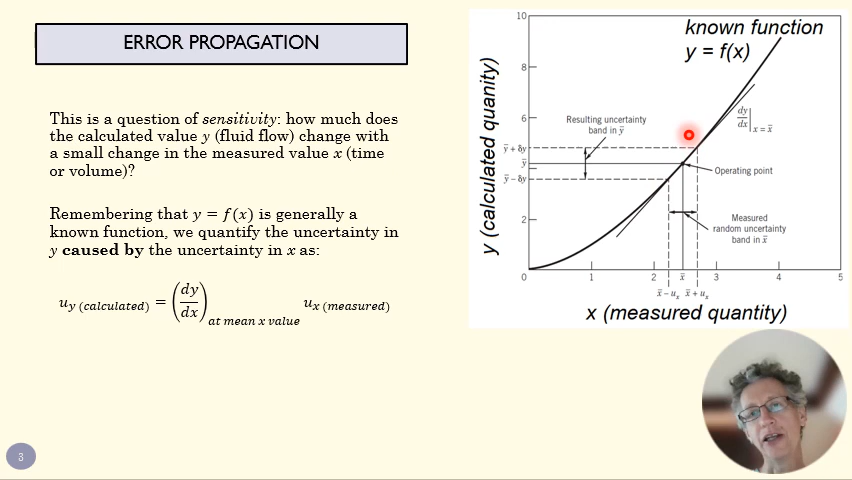 ERROR PROPAGATION
This is a question of sensitivity: how much does
the calculated value y (fluid flow) change with
a small change in the measured value x (time
or volume)?
Remembering that y = f(x) is generally a
known function, we quantify the uncertainty in
y caused by the uncertainty in x as:
u_y (calculated) = (dy/dx)_at mean x value u_x (measured)
3
known function
y = f(x)
y (calculated quanity)
10
8
6
2
0
0
1
2
x̄
3
4
5
dy/dx|x = x̄
Resulting uncertainty
band in ȳ
ȳ + δy
ȳ
ȳ − δy
Operating point
Measured
random uncertainty
band in x̄
x̄ − u_x x̄ + u_x
x (measured quantity)